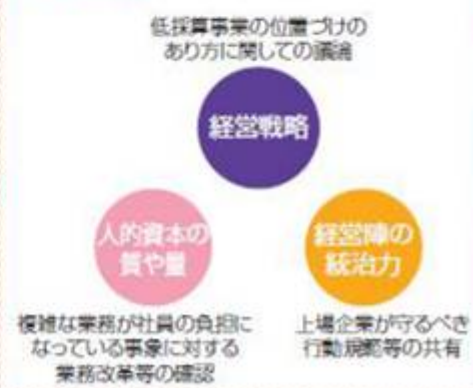 低採算事業の位置づけの
あり方に関しての議論
経営戦略
人的資本の
質や量
経営陣の
統治力
複雑な業務が社員の負担に
なっている事象に対する
業務改革等の確認
上場企業が守るべき
行動規範等の共有